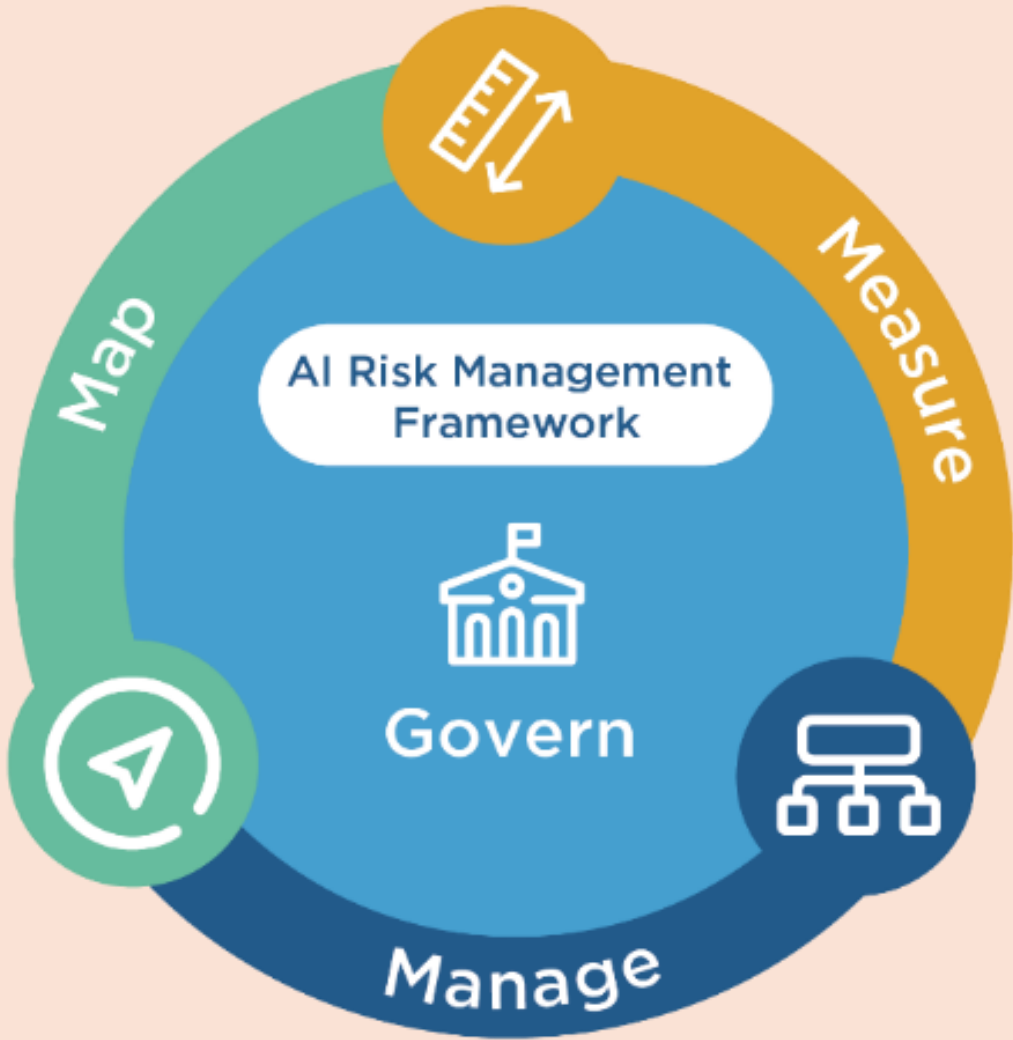 Map
Measure
AI Risk Management
Framework
Govern
Manage